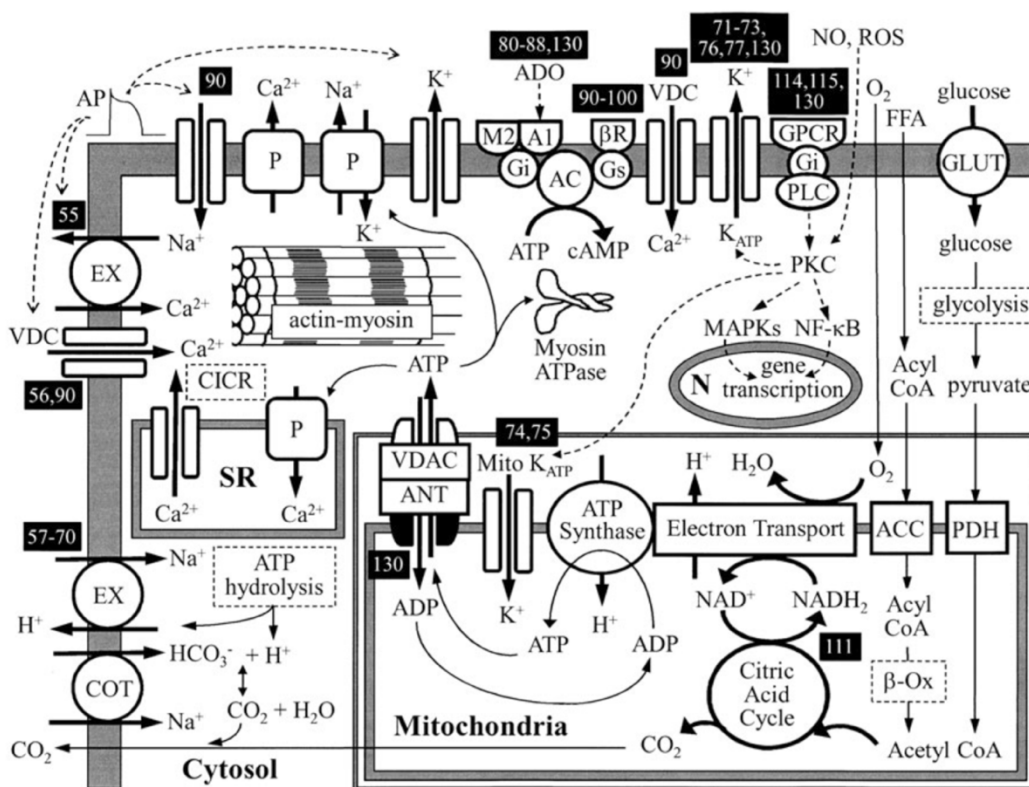 80-88,130
ADO
71-73,
76,77,130
K⁺
NO, ROS
AP
90
Ca²⁺
Na⁺
K⁺
90-100
90
VDC
114,115,
130
O₂
FFA
glucose
M2
A1
βR
GPCR
P
P
Gi
AC
Gs
Gi
PLC
GLUT
55
Na⁺
K⁺
ATP
cAMP
Ca²⁺
K_ATP
PKC
glucose
EX
Ca²⁺
actin-myosin
Myosin
ATPase
MAPKs
NF-κB
glycolysis
VDC
Ca²⁺
ATP
N
gene
transcription
Acyl
CoA
pyruvate
56,90
CICR
P
SR
Ca²⁺
Ca²⁺
VDAC
ANT
74,75
Mito K_ATP
ATP
Synthase
H⁺
H₂O
O₂
Electron Transport
ACC
PDH
57-70
Na⁺
EX
H⁺
ATP
hydrolysis
130
ADP
K⁺
ATP
H⁺
ADP
NAD⁺
NADH₂
111
Acyl
CoA
HCO₃⁻ + H⁺
COT
CO₂ + H₂O
Na⁺
CO₂
Cytosol
Mitochondria
Citric
Acid
Cycle
β-Ox
CO₂
Acetyl CoA